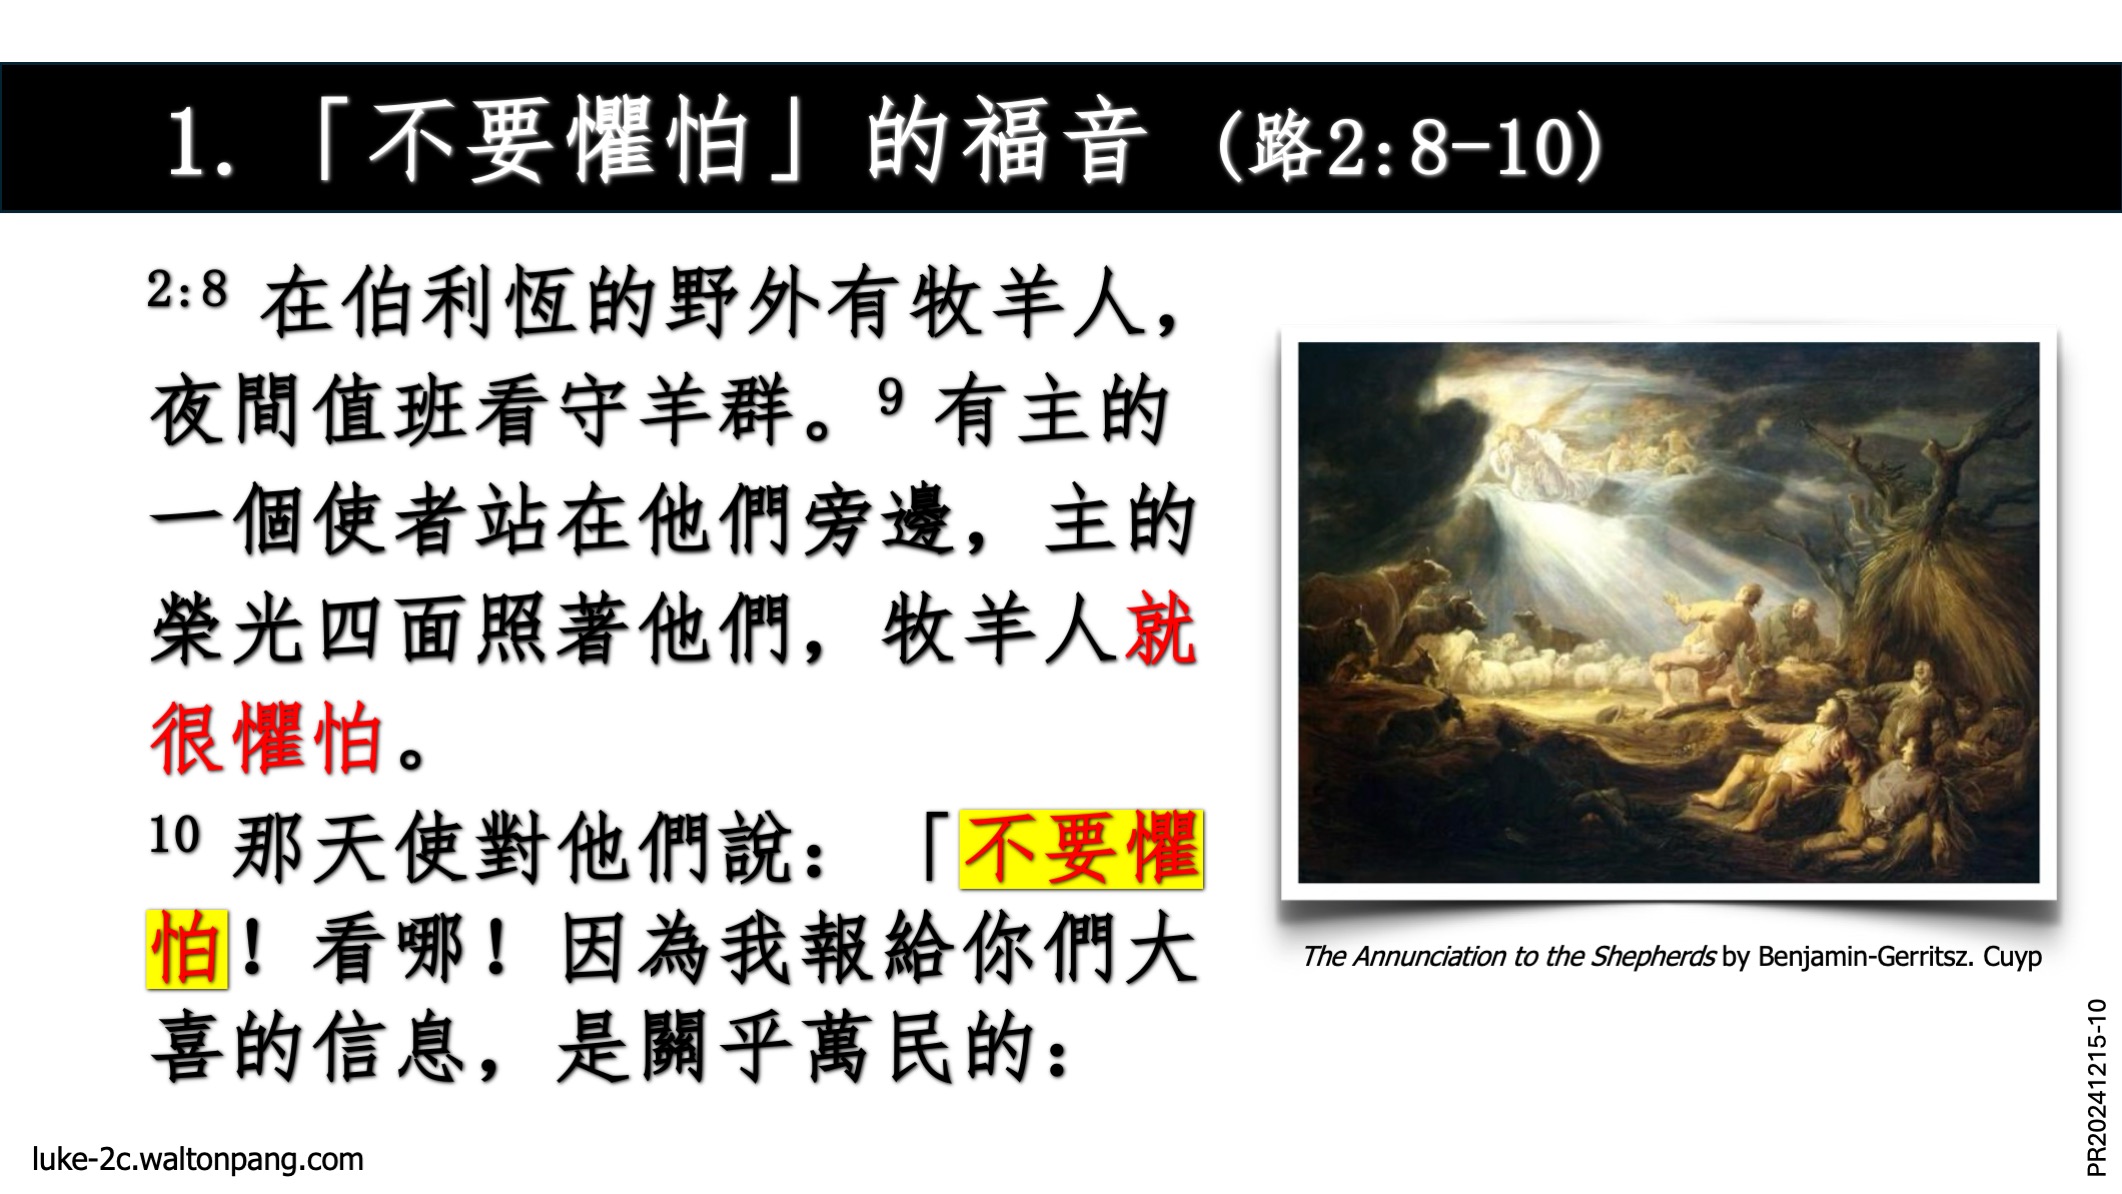 1. 「不要懼怕」的福音 (路2:8-10)
2:8 在伯利恆的野外有牧羊人，
夜間值班看守羊群。9 有主的
一個使者站在他們旁邊，主的
榮光四面照著他們，牧羊人就
很懼怕。
10 那天使對他們說：「不要懼
怕！看哪！因為我報給你們大
喜的信息，是關乎萬民的：
The Annunciation to the Shepherds by Benjamin-Gerritsz. Cuyp
luke-2c.waltonpang.com
PR20241215-10